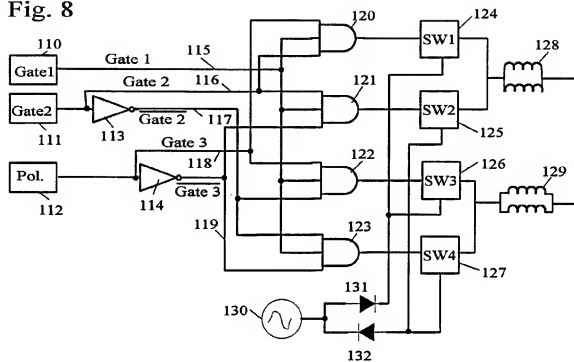 Fig. 8
110
Gate1
Gate 1
115
120
124
SW1
128
Gate 2
116
121
Gate2
111
113
Gate 2
117
SW2
125
Gate 3
118
122
126
Pol.
112
114
Gate 3
SW3
129
119
123
SW4
127
130
131
132